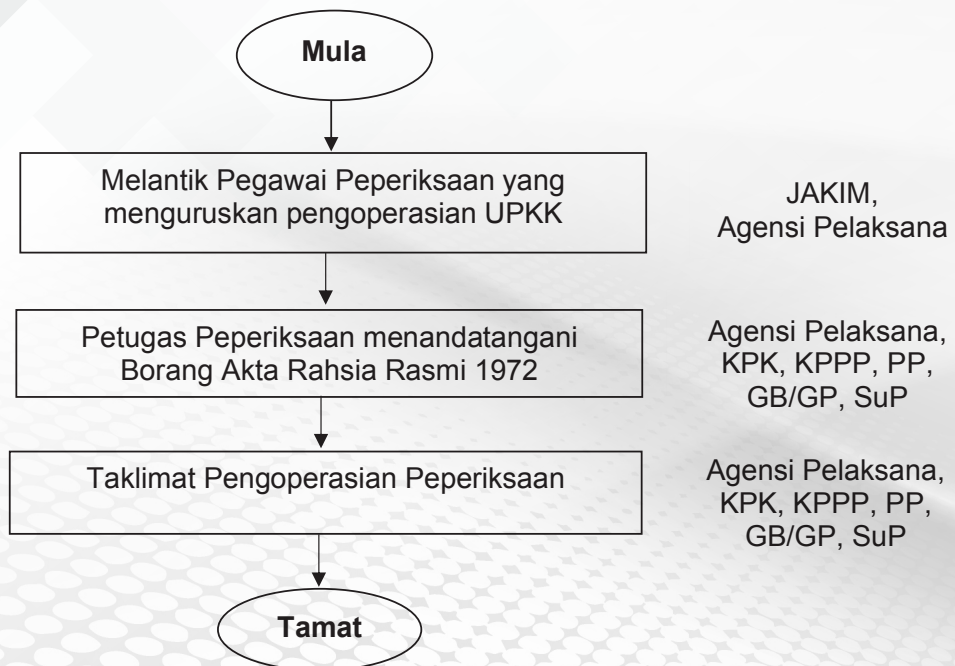 Mula
Melantik Pegawai Peperiksaan yang
menguruskan pengoperasian UPKK
JAKIM,
Agensi Pelaksana
Petugas Peperiksaan menandatangani
Borang Akta Rahsia Rasmi 1972
Agensi Pelaksana,
KPK, KPPP, PP,
GB/GP, SuP
Taklimat Pengoperasian Peperiksaan
Agensi Pelaksana,
KPK, KPPP, PP,
GB/GP, SuP
Tamat